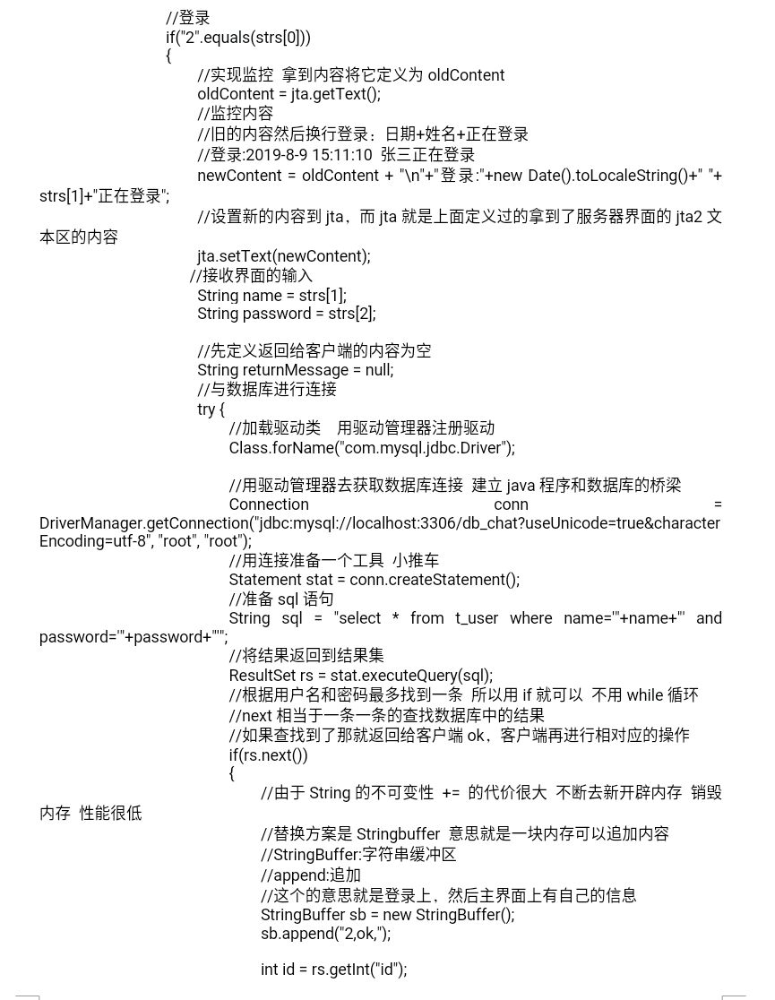 //登录
if("2".equals(strs[0]))
{
//实现监控 拿到内容将它定义为 oldContent
oldContent = jta.getText();
//监控内容
//旧的内容然后换行登录：日期+姓名+正在登录
//登录:2019-8-9 15:11:10 张三正在登录
newContent = oldContent + "\n"+"登录:"+new Date().toLocaleString()+" "+
strs[1]+"正在登录";
//设置新的内容到 jta，而 jta 就是上面定义过的拿到了服务器界面的 jta2 文
本区的内容
jta.setText(newContent);
//接收界面的输入
String name = strs[1];
String password = strs[2];
//先定义返回给客户端的内容为空
String returnMessage = null;
//与数据库进行连接
try {
//加载驱动类 用驱动管理器注册驱动
Class.forName("com.mysql.jdbc.Driver");
//用驱动管理器去获取数据库连接 建立 java 程序和数据库的桥梁
Connection conn =
DriverManager.getConnection("jdbc:mysql://localhost:3306/db_chat?useUnicode=true&character
Encoding=utf-8", "root", "root");
//用连接准备一个工具 小推车
Statement stat = conn.createStatement();
//准备 sql 语句
String sql = "select * from t_user where name='"+name+"' and
password='"+password+"'";
//将结果返回到结果集
ResultSet rs = stat.executeQuery(sql);
//根据用户名和密码最多找到一条 所以用 if 就可以 不用 while 循环
//next 相当于一条一条的查找数据库中的结果
//如果查找到了那就返回给客户端 ok，客户端再进行相对应的操作
if(rs.next())
{
//由于 String 的不可变性 += 的代价很大 不断去新开辟内存 销毁
内存 性能很低
//替换方案是 Stringbuffer 意思就是一块内存可以追加内容
//StringBuffer:字符串缓冲区
//append:追加
//这个的意思就是登录上，然后主界面上有自己的信息
StringBuffer sb = new StringBuffer();
sb.append("2,ok,");
int id = rs.getInt("id");